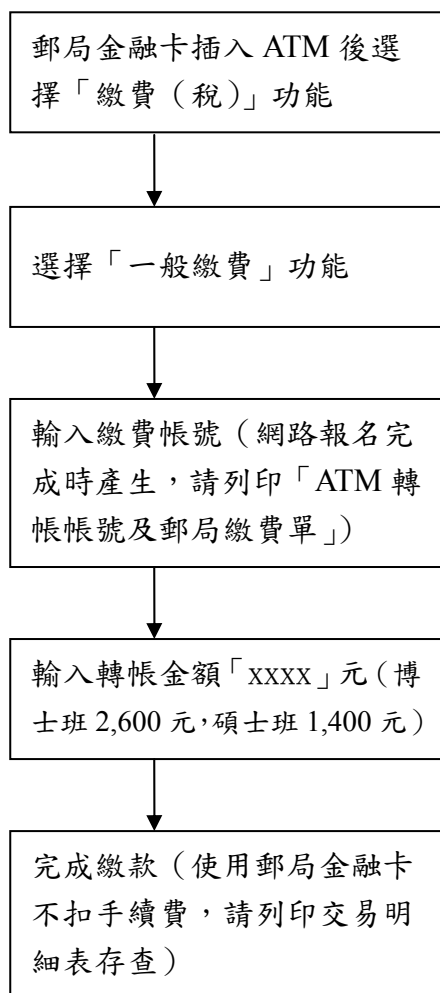 郵局金融卡插入 ATM 後選
擇「繳費（稅）」功能
選擇「一般繳費」功能
輸入繳費帳號（網路報名完
成時產生，請列印「ATM 轉
帳帳號及郵局繳費單」）
輸入轉帳金額「xxxx」元（博
士班 2,600 元，碩士班 1,400 元）
完成繳款（使用郵局金融卡
不扣手續費，請列印交易明
細表存查）